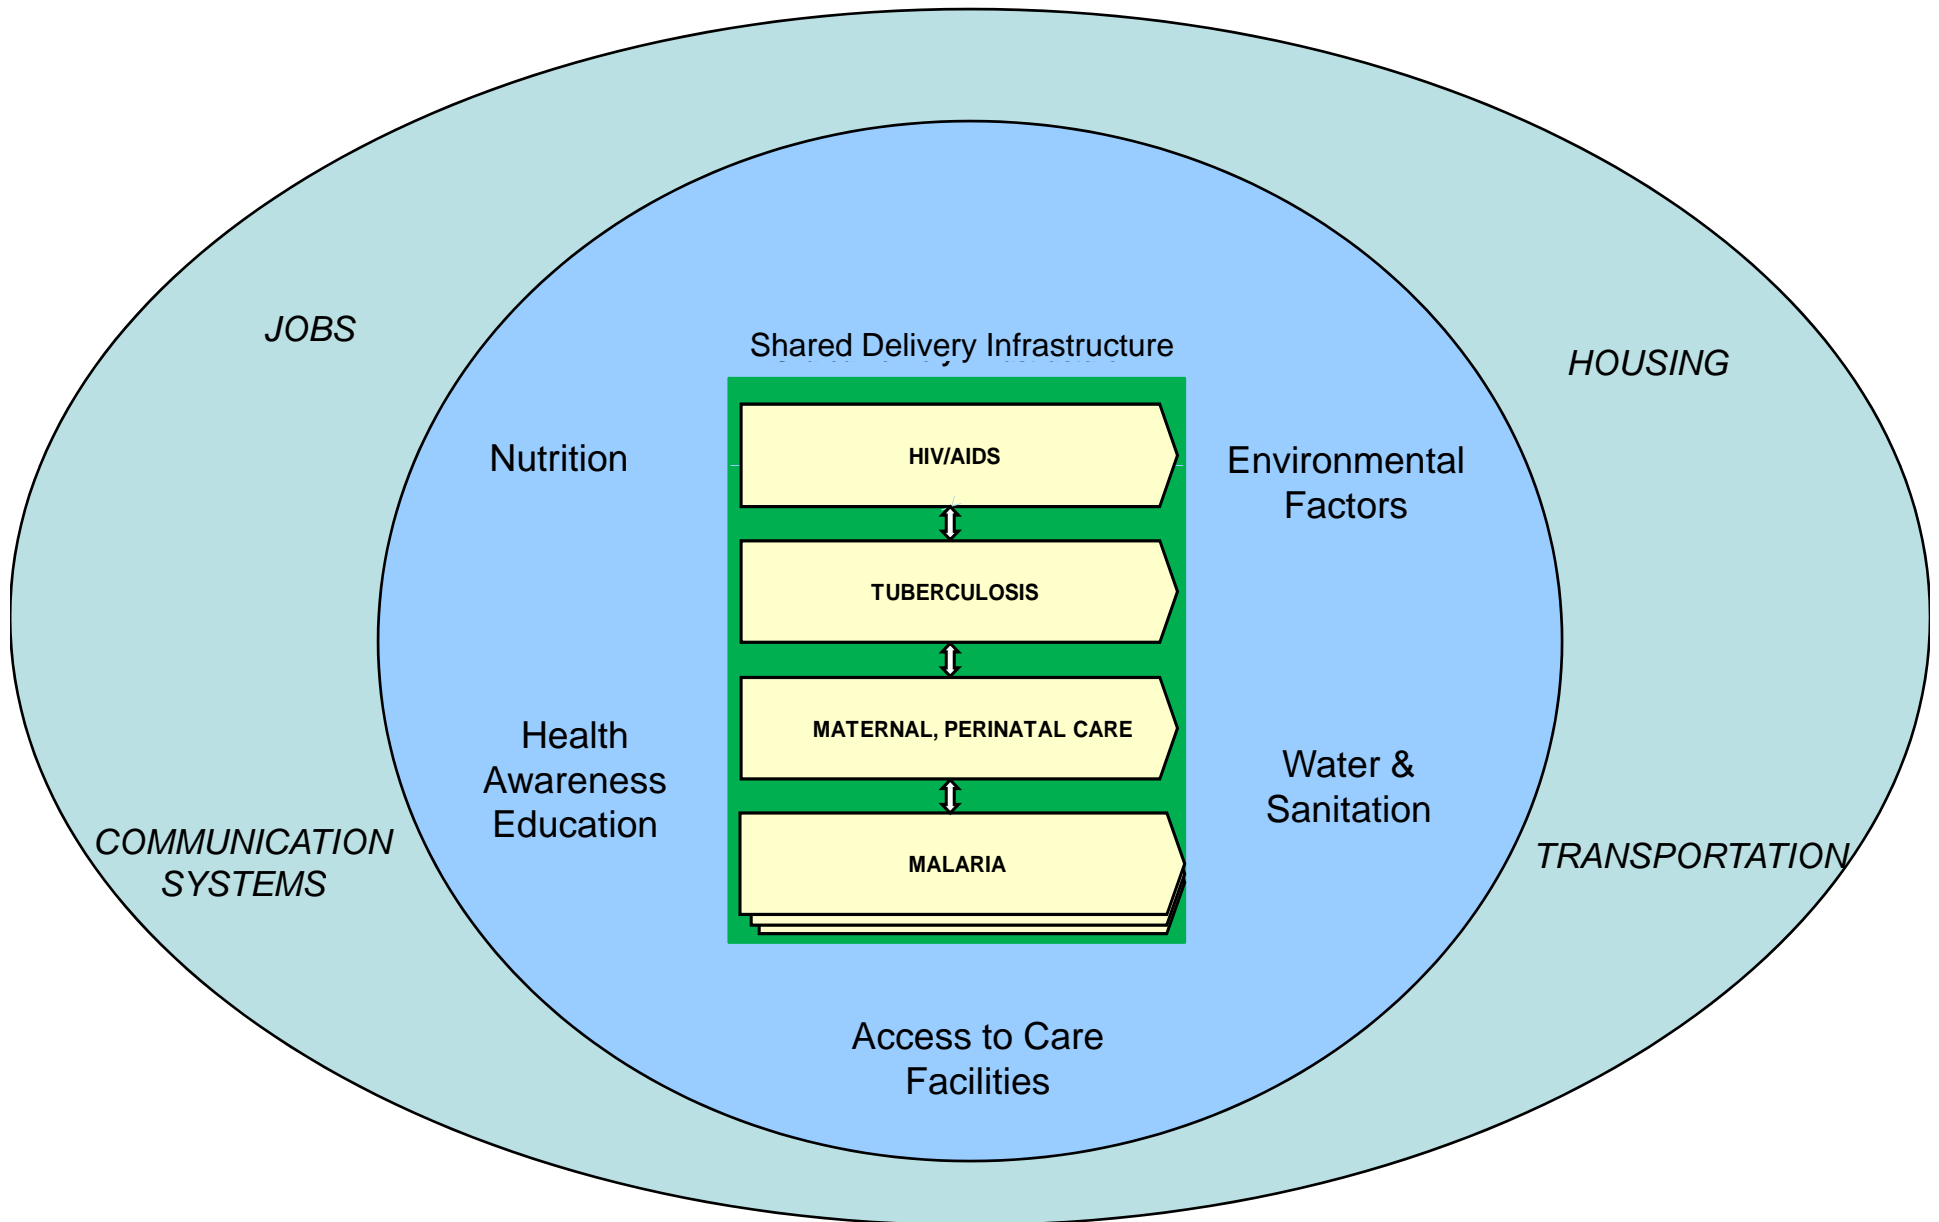 JOBS
Shared Delivery Infrastructure
HOUSING
Nutrition
HIV/AIDS
Environmental
Factors
TUBERCULOSIS
Health
Awareness
Education
MATERNAL, PERINATAL CARE
Water &
Sanitation
COMMUNICATION
SYSTEMS
MALARIA
TRANSPORTATION
Access to Care
Facilities